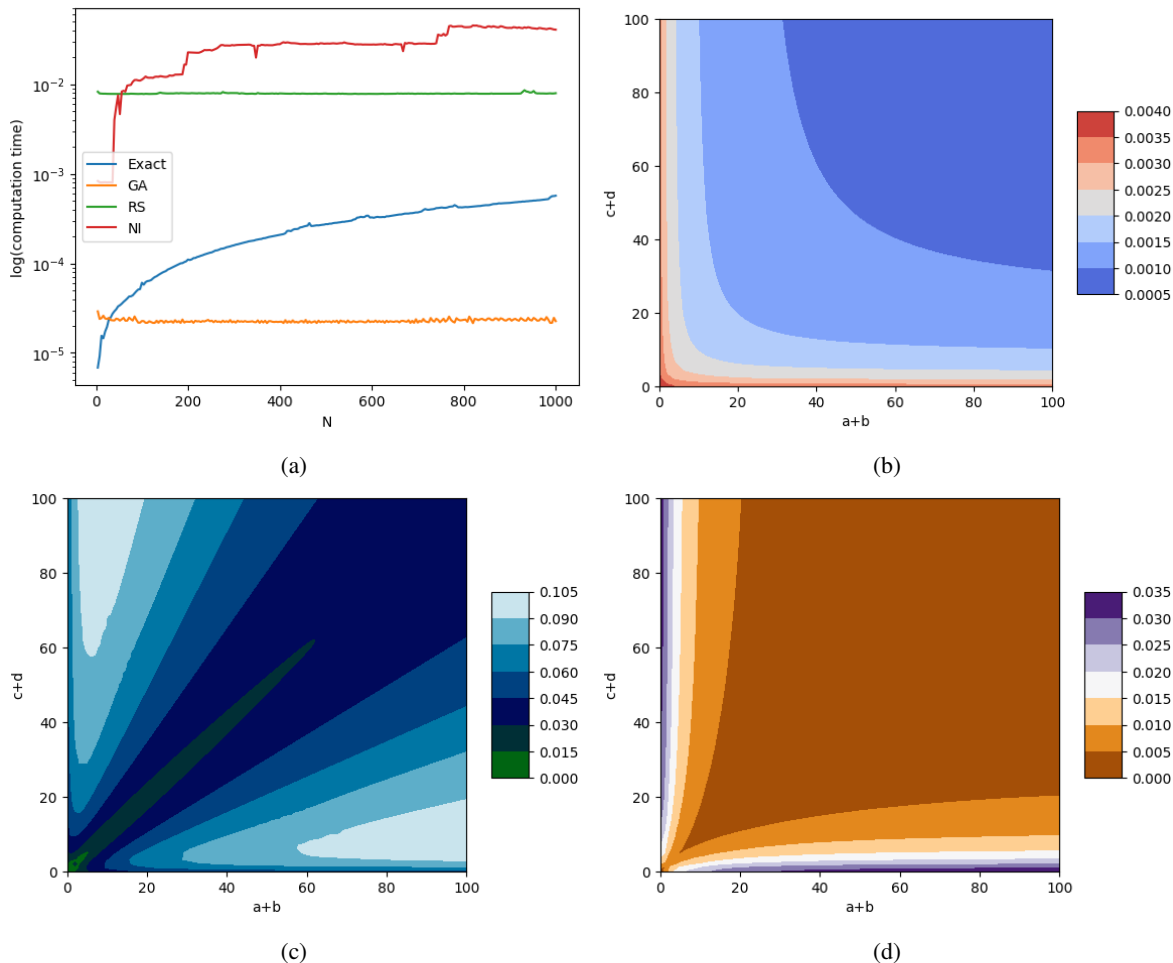 log(computation time)
10⁻²
10⁻³
10⁻⁴
10⁻⁵
Exact
GA
RS
NI
0 200 400 600 800 1000
N
(a)
c+d
100
80
60
40
20
0
0 20 40 60 80 100
a+b
0.0040
0.0035
0.0030
0.0025
0.0020
0.0015
0.0010
0.0005
(b)
c+d
100
80
60
40
20
0
0 20 40 60 80 100
a+b
0.105
0.090
0.075
0.060
0.045
0.030
0.015
0.000
(c)
c+d
100
80
60
40
20
0
0 20 40 60 80 100
a+b
0.035
0.030
0.025
0.020
0.015
0.010
0.005
0.000
(d)